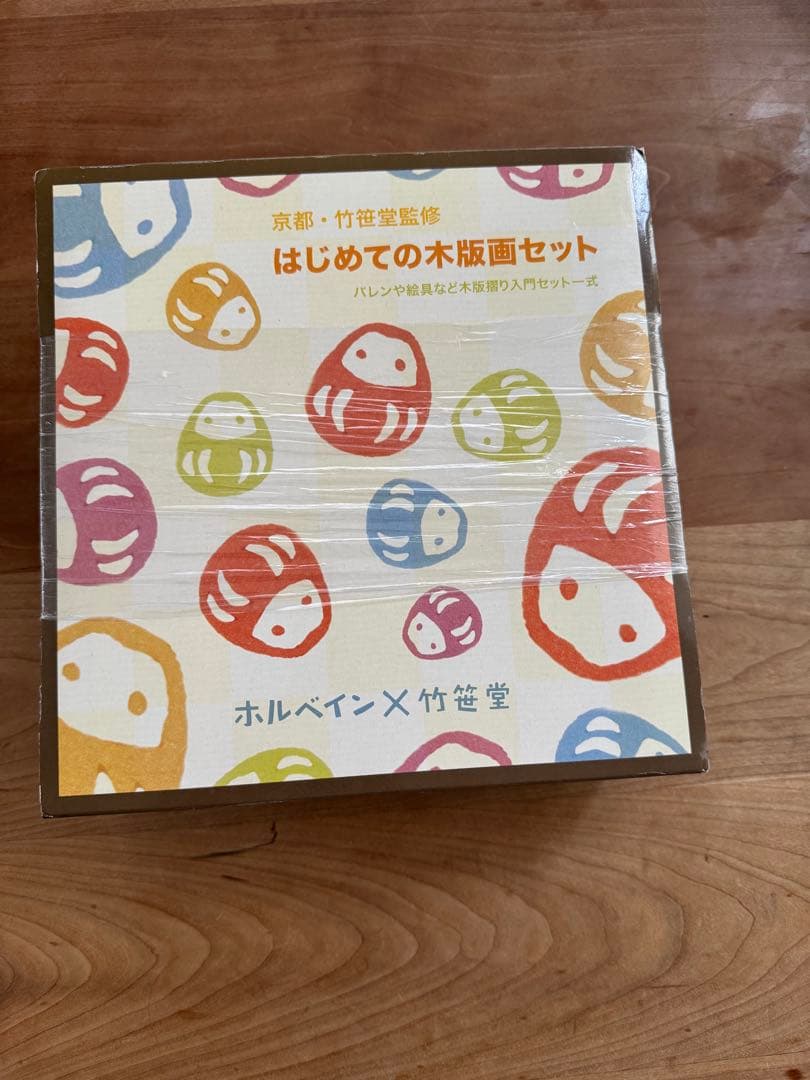 京都・竹笹堂監修
はじめての木版画セット
バレンや絵具など木版摺り入門セット一式
ホルベイン×竹笹堂